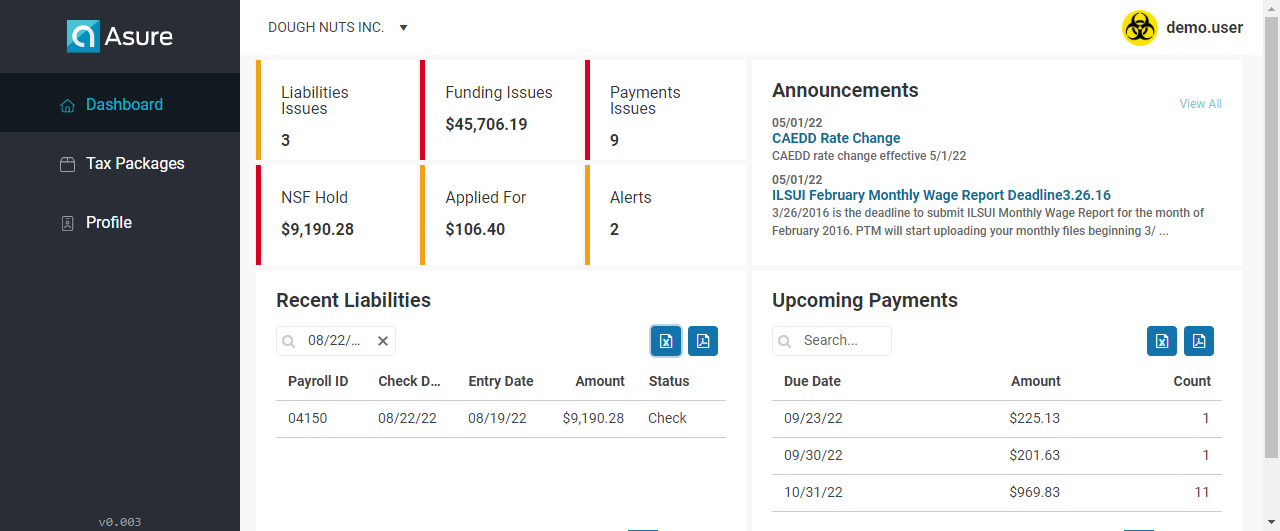 Asure
DOUGH NUTS INC.
demo.user
Dashboard
Tax Packages
Profile
v0.003
Liabilities
Issues
3
Funding Issues
$45,706.19
Payments
Issues
9
NSF Hold
$9,190.28
Applied For
$106.40
Alerts
2
Announcements
View All
05/01/22
CAEDD Rate Change
CAEDD rate change effective 5/1/22
05/01/22
ILSUI February Monthly Wage Report Deadline3.26.16
3/26/2016 is the deadline to submit ILSUI Monthly Wage Report for the month of
February 2016. PTM will start uploading your monthly files beginning 3/ ...
Recent Liabilities
08/22/...
Payroll ID Check D... Entry Date Amount Status
04150 08/22/22 08/19/22 $9,190.28 Check
Upcoming Payments
Search...
Due Date Amount Count
09/23/22 $225.13 1
09/30/22 $201.63 1
10/31/22 $969.83 11